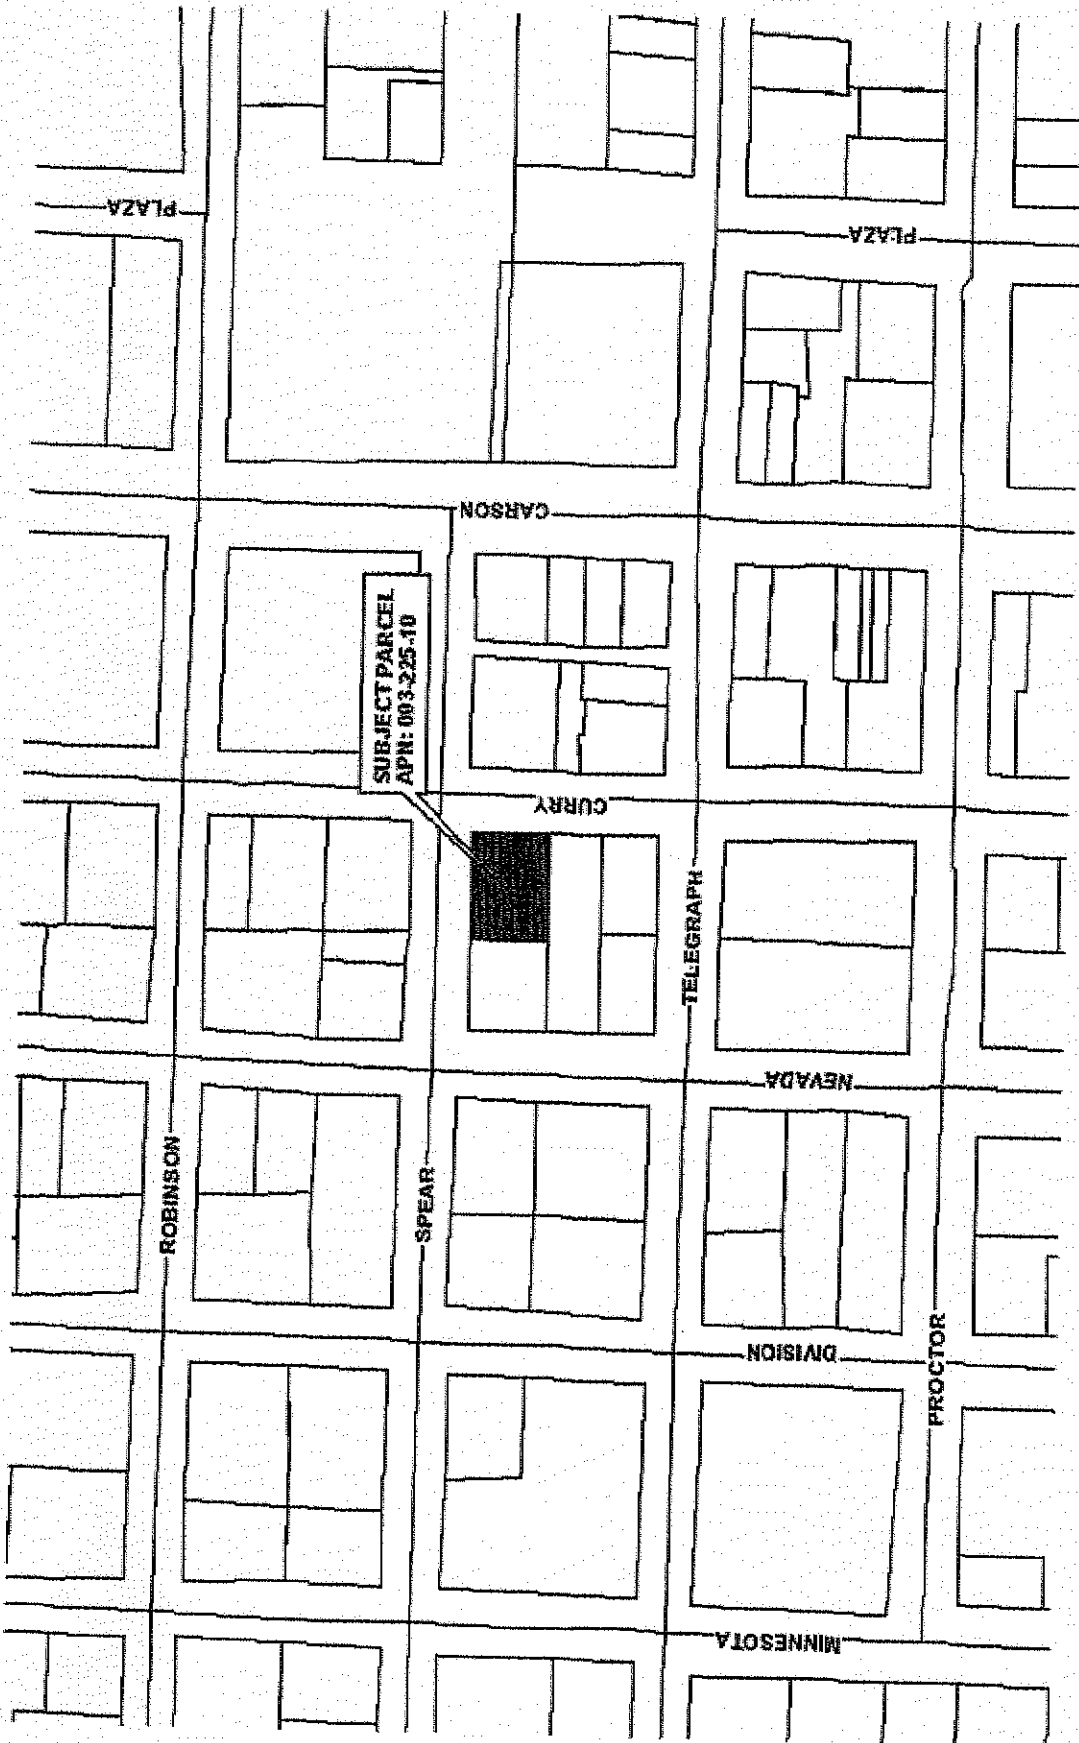 PLAZA
PLAZA
CARSON
SUBJECT PARCEL
APN: 003-225-10
CURRY
TELEGRAPH
NEVADA
ROBINSON
SPEAR
DIVISION
PROCTOR
MINNESOTA